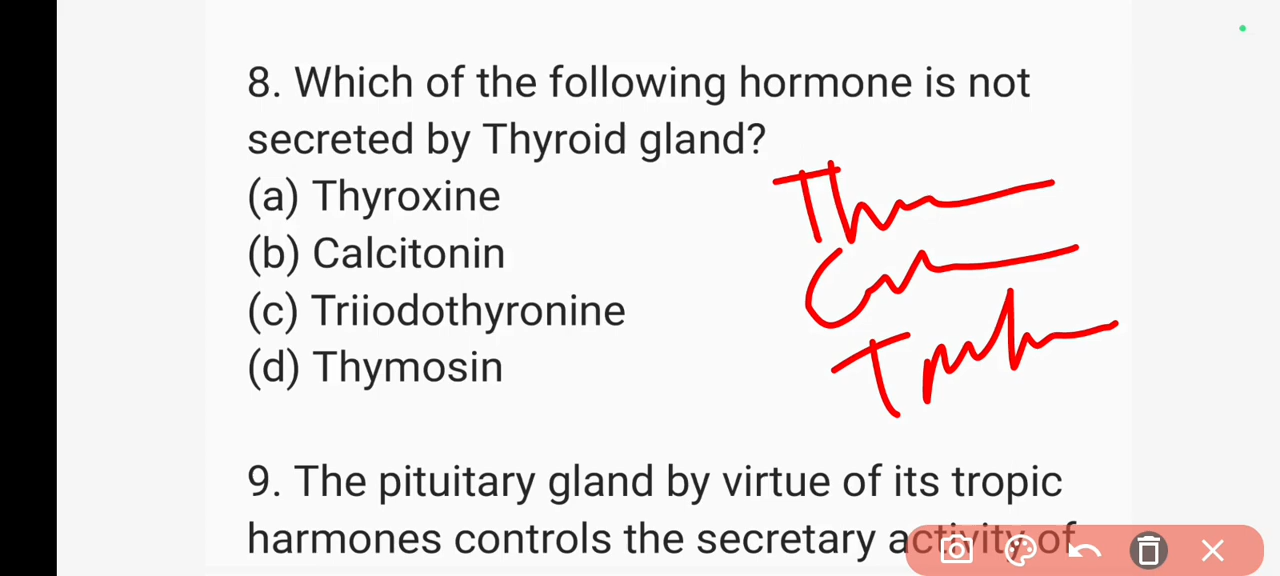 8. Which of the following hormone is not
secreted by Thyroid gland?
(a) Thyroxine
(b) Calcitonin
(c) Triiodothyronine
(d) Thymosin
9. The pituitary gland by virtue of its tropic
harmones controls the secretary activity of